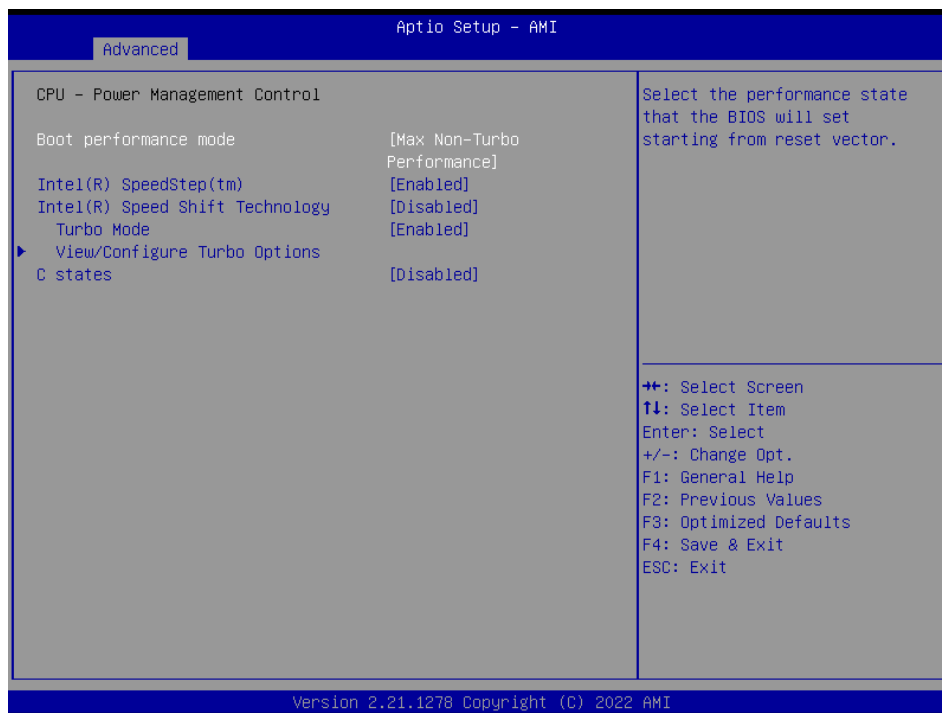 Aptio Setup – AMI
Advanced
CPU – Power Management Control
Boot performance mode [Max Non-Turbo
Performance]
Intel(R) SpeedStep(tm) [Enabled]
Intel(R) Speed Shift Technology [Disabled]
Turbo Mode [Enabled]
View/Configure Turbo Options
C states [Disabled]
Select the performance state
that the BIOS will set
starting from reset vector.
→←: Select Screen
↑↓: Select Item
Enter: Select
+/-: Change Opt.
F1: General Help
F2: Previous Values
F3: Optimized Defaults
F4: Save & Exit
ESC: Exit
Version 2.21.1278 Copyright (C) 2022 AMI